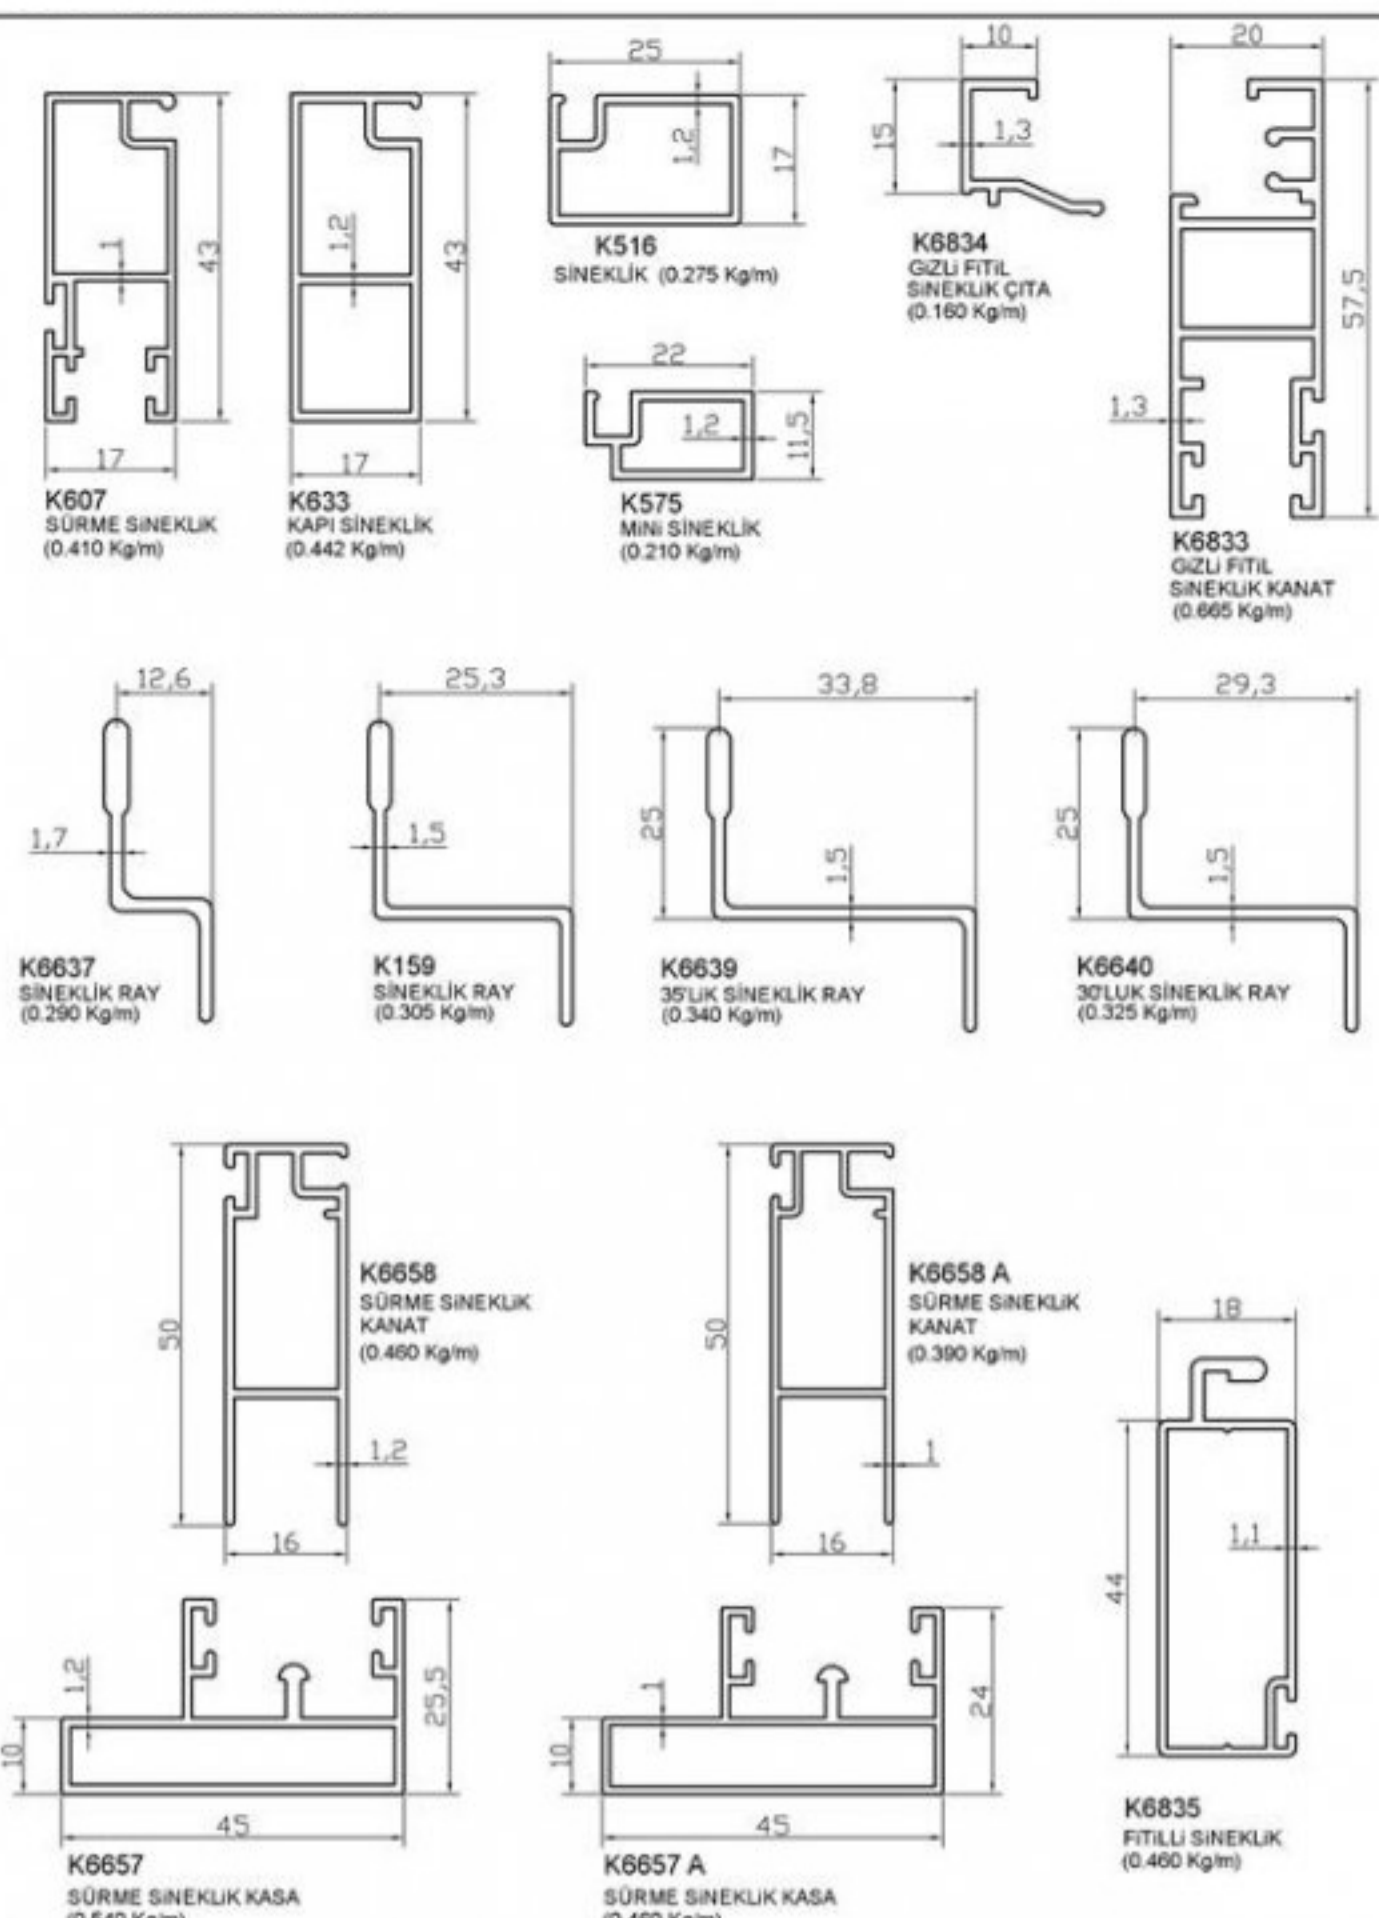 25
10
20
43
43
1,2
17
15
1,3
1
1,2
57,5
K516
SİNEKLİK (0.275 Kg/m)
K6834
GİZLİ FİTİL
SİNEKLİK ÇITA
(0.160 Kg/m)
22
1,2
11,5
1,3
17
17
K607
SÜRME SİNEKLİK
(0.410 Kg/m)
K633
KAPI SİNEKLİK
(0.442 Kg/m)
K575
MİNİ SİNEKLİK
(0.210 Kg/m)
K6833
GİZLİ FİTİL
SİNEKLİK KANAT
(0.665 Kg/m)
12,6
25,3
33,8
29,3
1,7
1,5
25
1,5
25
1,5
K6637
SİNEKLİK RAY
(0.290 Kg/m)
K159
SİNEKLİK RAY
(0.305 Kg/m)
K6639
35'LİK SİNEKLİK RAY
(0.340 Kg/m)
K6640
30'LUK SİNEKLİK RAY
(0.325 Kg/m)
50
K6658
SÜRME SİNEKLİK
KANAT
(0.460 Kg/m)
1,2
16
50
K6658 A
SÜRME SİNEKLİK
KANAT
(0.390 Kg/m)
1
16
18
1,1
44
K6835
FİTİLLİ SİNEKLİK
(0.460 Kg/m)
1,2
25,5
10
45
K6657
SÜRME SİNEKLİK KASA
1
24
10
45
K6657 A
SÜRME SİNEKLİK KASA